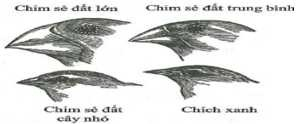 Chim sẻ đất lớn
Chim sẻ đất trung bình
Chim sẻ đất
cây nhỏ
Chích xanh